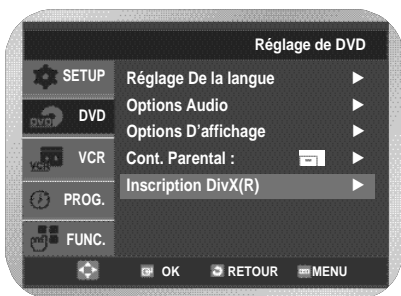 Réglage de DVD
SETUP
DVD
VCR
PROG.
FUNC.
Réglage De la langue
Options Audio
Options D'affichage
Cont. Parental :
Inscription DivX(R)
OK RETOUR MENU